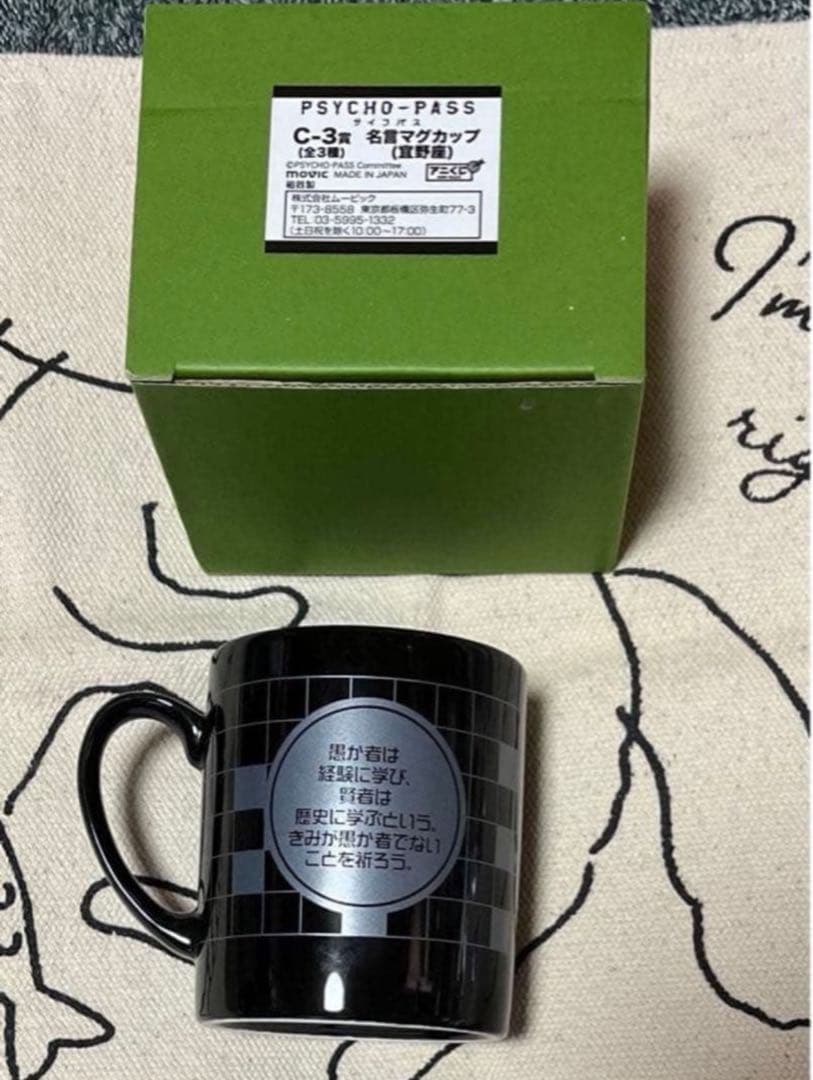 PSYCHO-PASS
サイコパス
C-3賞 名言マグカップ
(全3種) (宜野座)
©PSYCHO-PASS Committee
movic MADE IN JAPAN アニくじ
磁器製
株式会社ムービック
〒173-8558 東京都板橋区弥生町77-3
TEL:03-5995-1332
(土日祝を除く10:00~17:00)
I'm
rig
愚か者は
経験に学び、
賢者は
歴史に学ぶという。
きみが愚か者でない
ことを祈ろう。